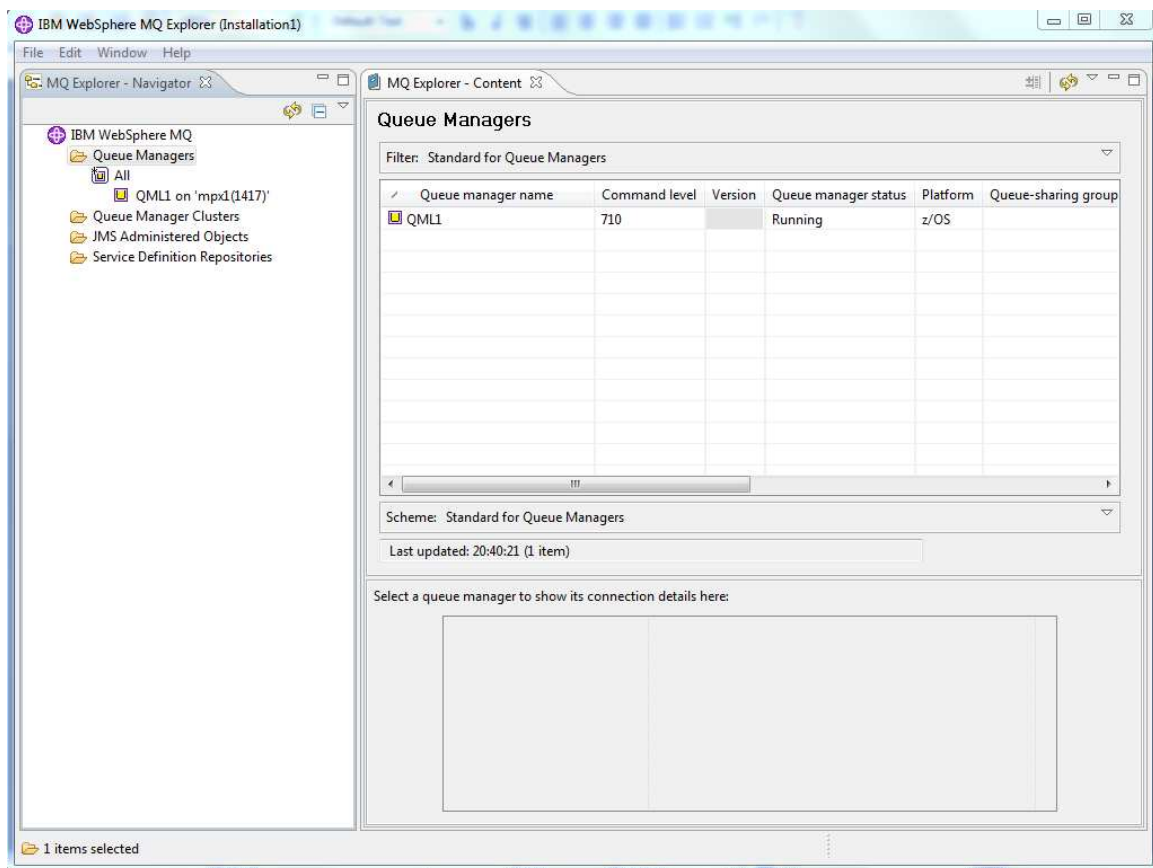 IBM WebSphere MQ Explorer (Installation1)
File Edit Window Help
MQ Explorer - Navigator
IBM WebSphere MQ
Queue Managers
All
QML1 on 'mpx1(1417)'
Queue Manager Clusters
JMS Administered Objects
Service Definition Repositories
MQ Explorer - Content
Queue Managers
Filter: Standard for Queue Managers
Queue manager name Command level Version Queue manager status Platform Queue-sharing group
QML1 710 Running z/OS
Scheme: Standard for Queue Managers
Last updated: 20:40:21 (1 item)
Select a queue manager to show its connection details here:
1 items selected